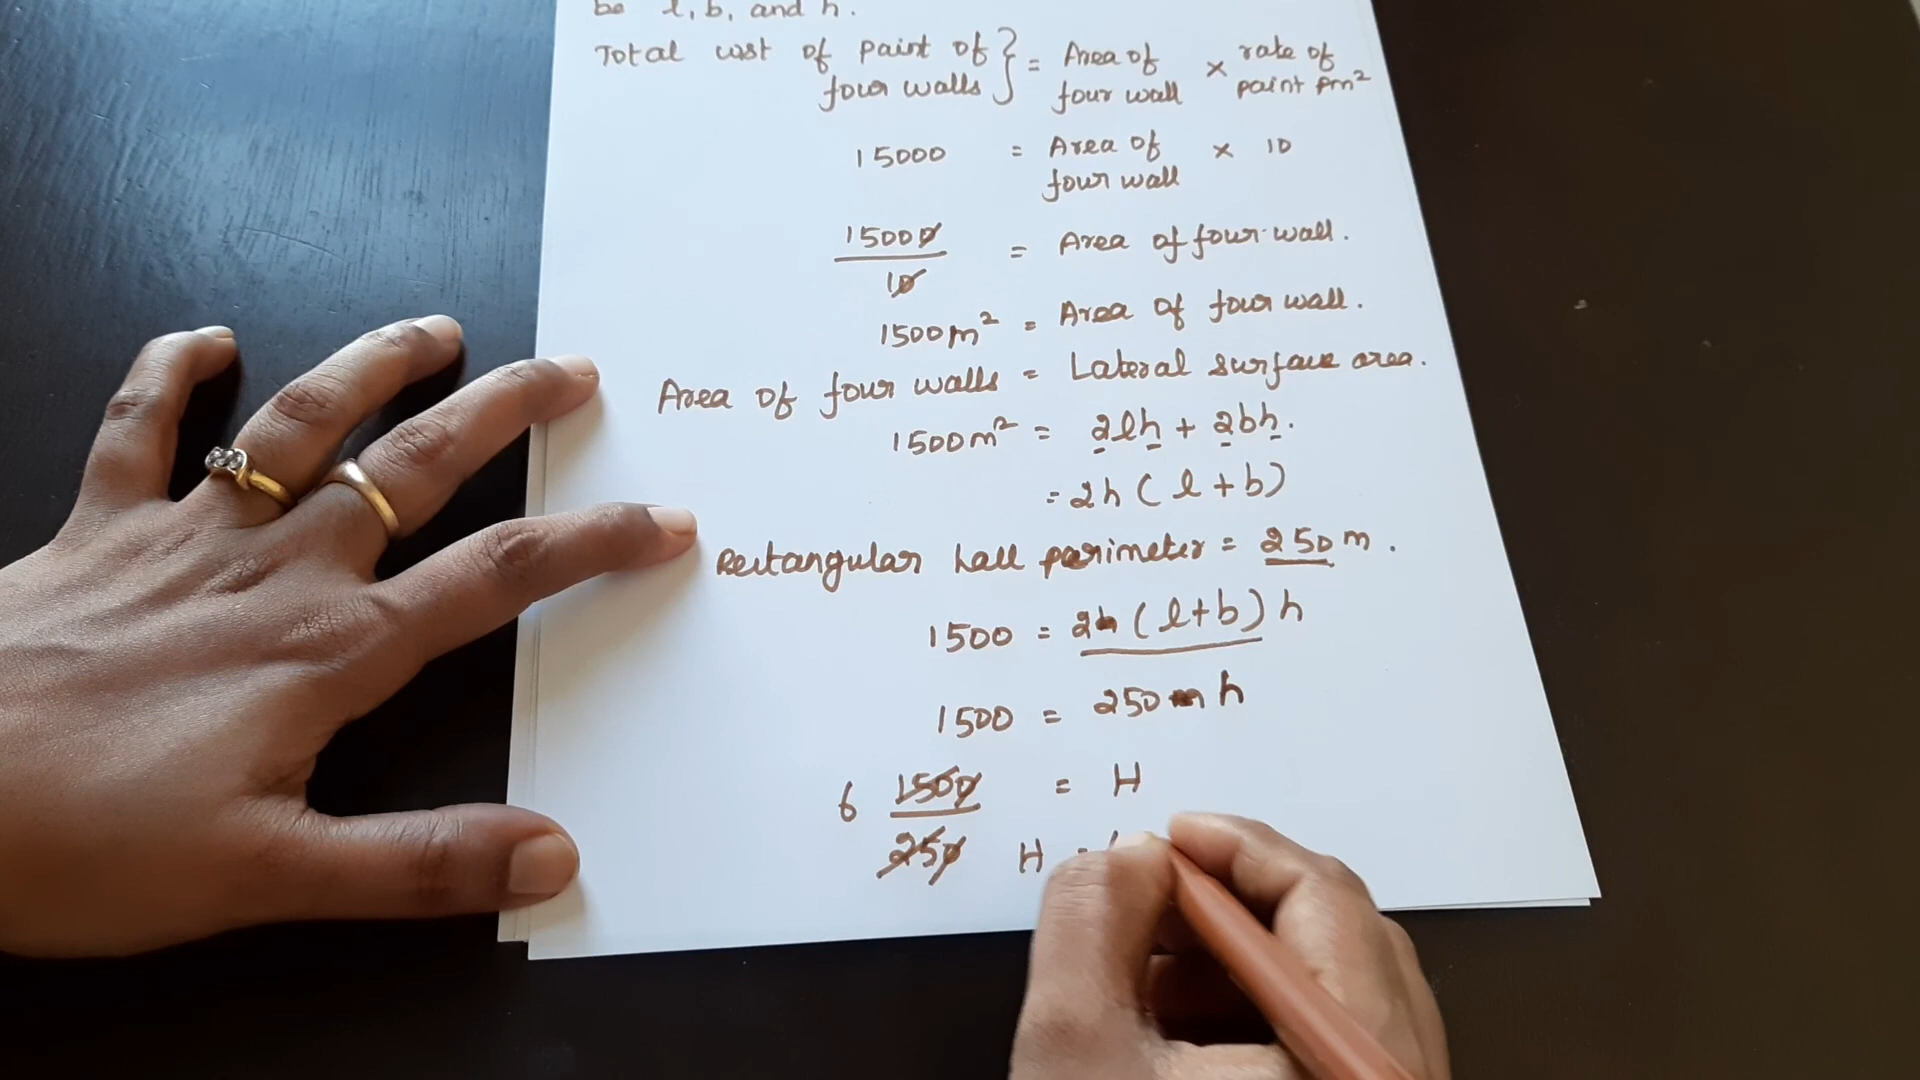 be l, b, and h.
Total cost of paint of four walls } = Area of four wall × rate of paint pm²
15000 = Area of four wall × 10
15000/10 = Area of four wall.
1500m² = Area of four wall.
Area of four walls = Lateral surface area.
1500m² = 2lh + 2bh.
= 2h (l + b)
Rectangular hall perimeter = 250 m.
1500 = 2 (l+b) h
1500 = 250 h
6 1500/250 = H
H =